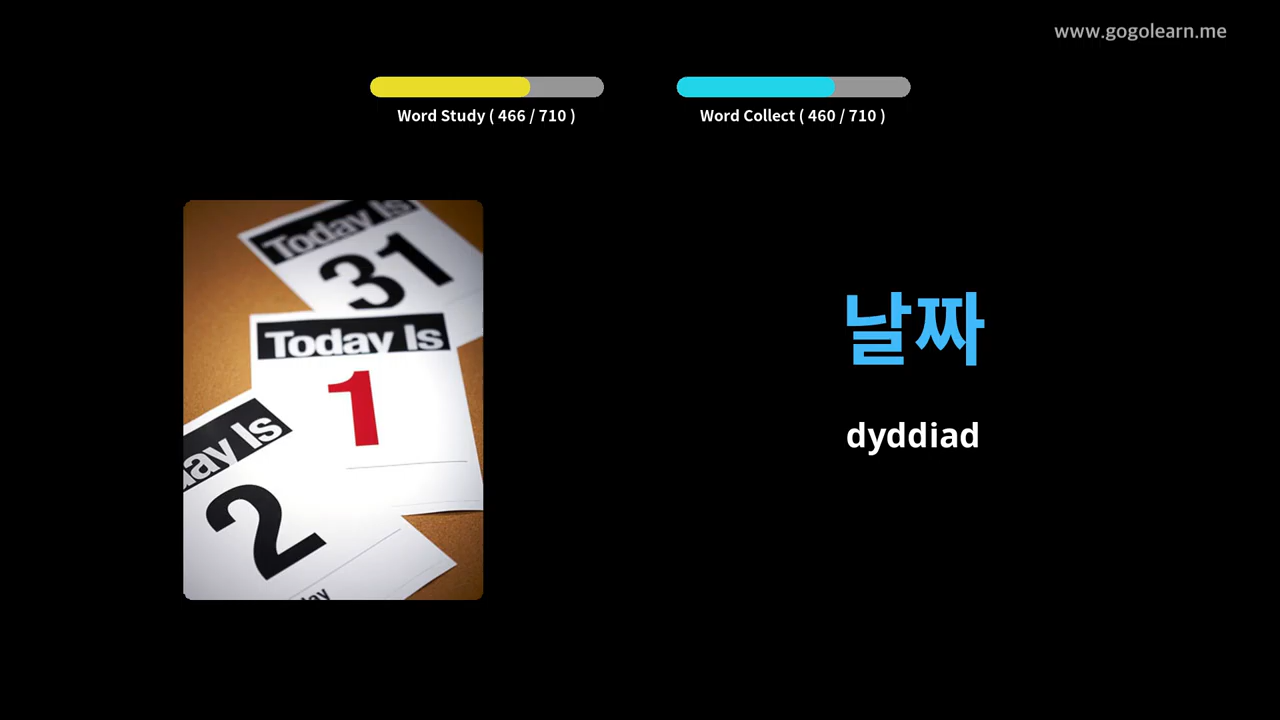 www.gogolearn.me
Word Study ( 466 / 710 )
Word Collect ( 460 / 710 )
Today Is
31
Today Is
1
day Is
2
날짜
dyddiad